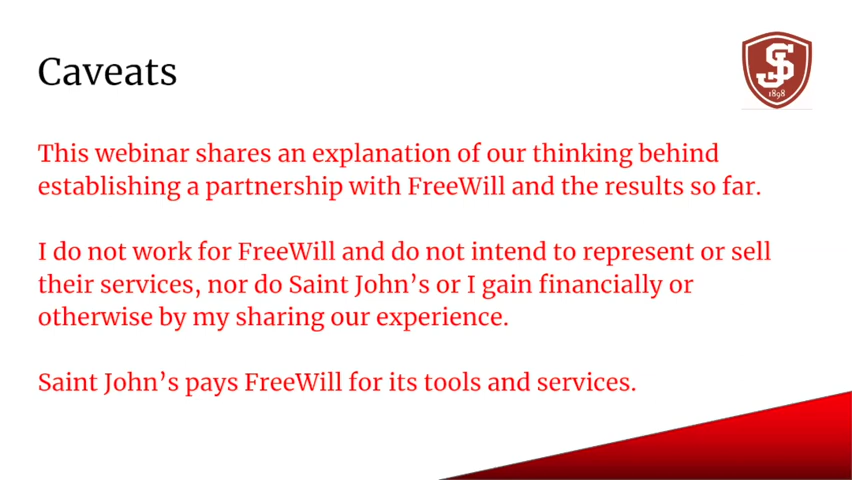 Caveats
SJ
1898
This webinar shares an explanation of our thinking behind
establishing a partnership with FreeWill and the results so far.
I do not work for FreeWill and do not intend to represent or sell
their services, nor do Saint John’s or I gain financially or
otherwise by my sharing our experience.
Saint John’s pays FreeWill for its tools and services.